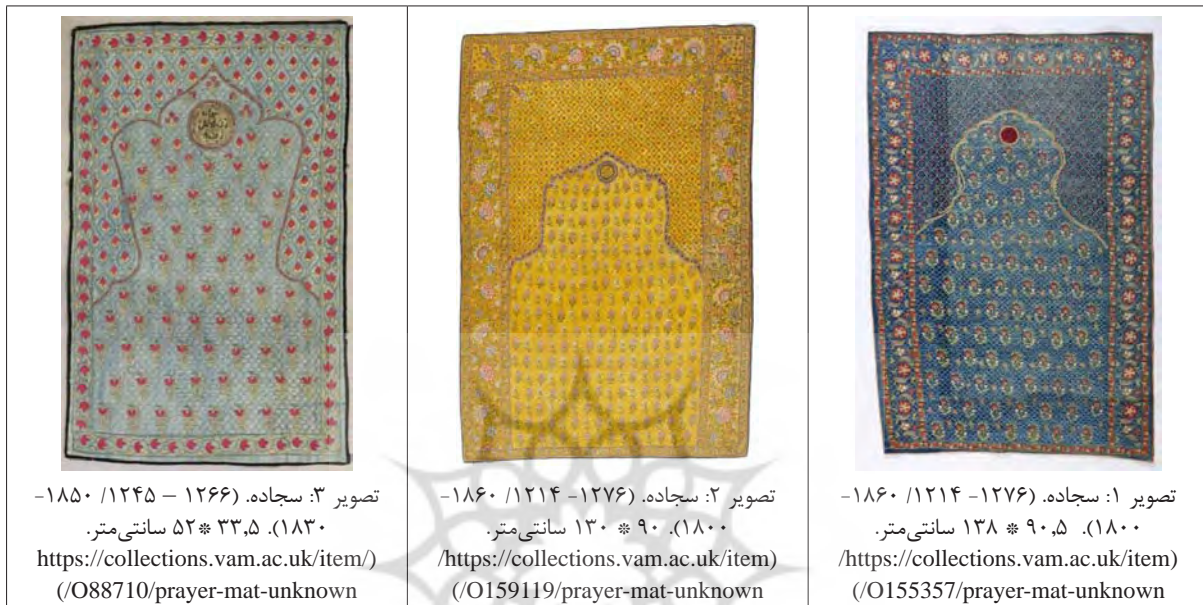 تصویر ۱: سجاده. (۱۲۷۶- ۱۲۱۴/ ۱۸۶۰-
۱۸۰۰). ۹۰,۵ * ۱۳۸ سانتی‌متر.
(https://collections.vam.ac.uk/item/
O155357/prayer-mat-unknown/)
تصویر ۲: سجاده. (۱۲۷۶- ۱۲۱۴/ ۱۸۶۰-
۱۸۰۰). ۹۰ * ۱۳۰ سانتی‌متر.
(https://collections.vam.ac.uk/item/
O159119/prayer-mat-unknown/)
تصویر ۳: سجاده. (۱۲۶۶ – ۱۲۴۵/ ۱۸۵۰-
۱۸۳۰). ۳۳,۵ * ۵۲ سانتی‌متر.
(https://collections.vam.ac.uk/item/
O88710/prayer-mat-unknown/)